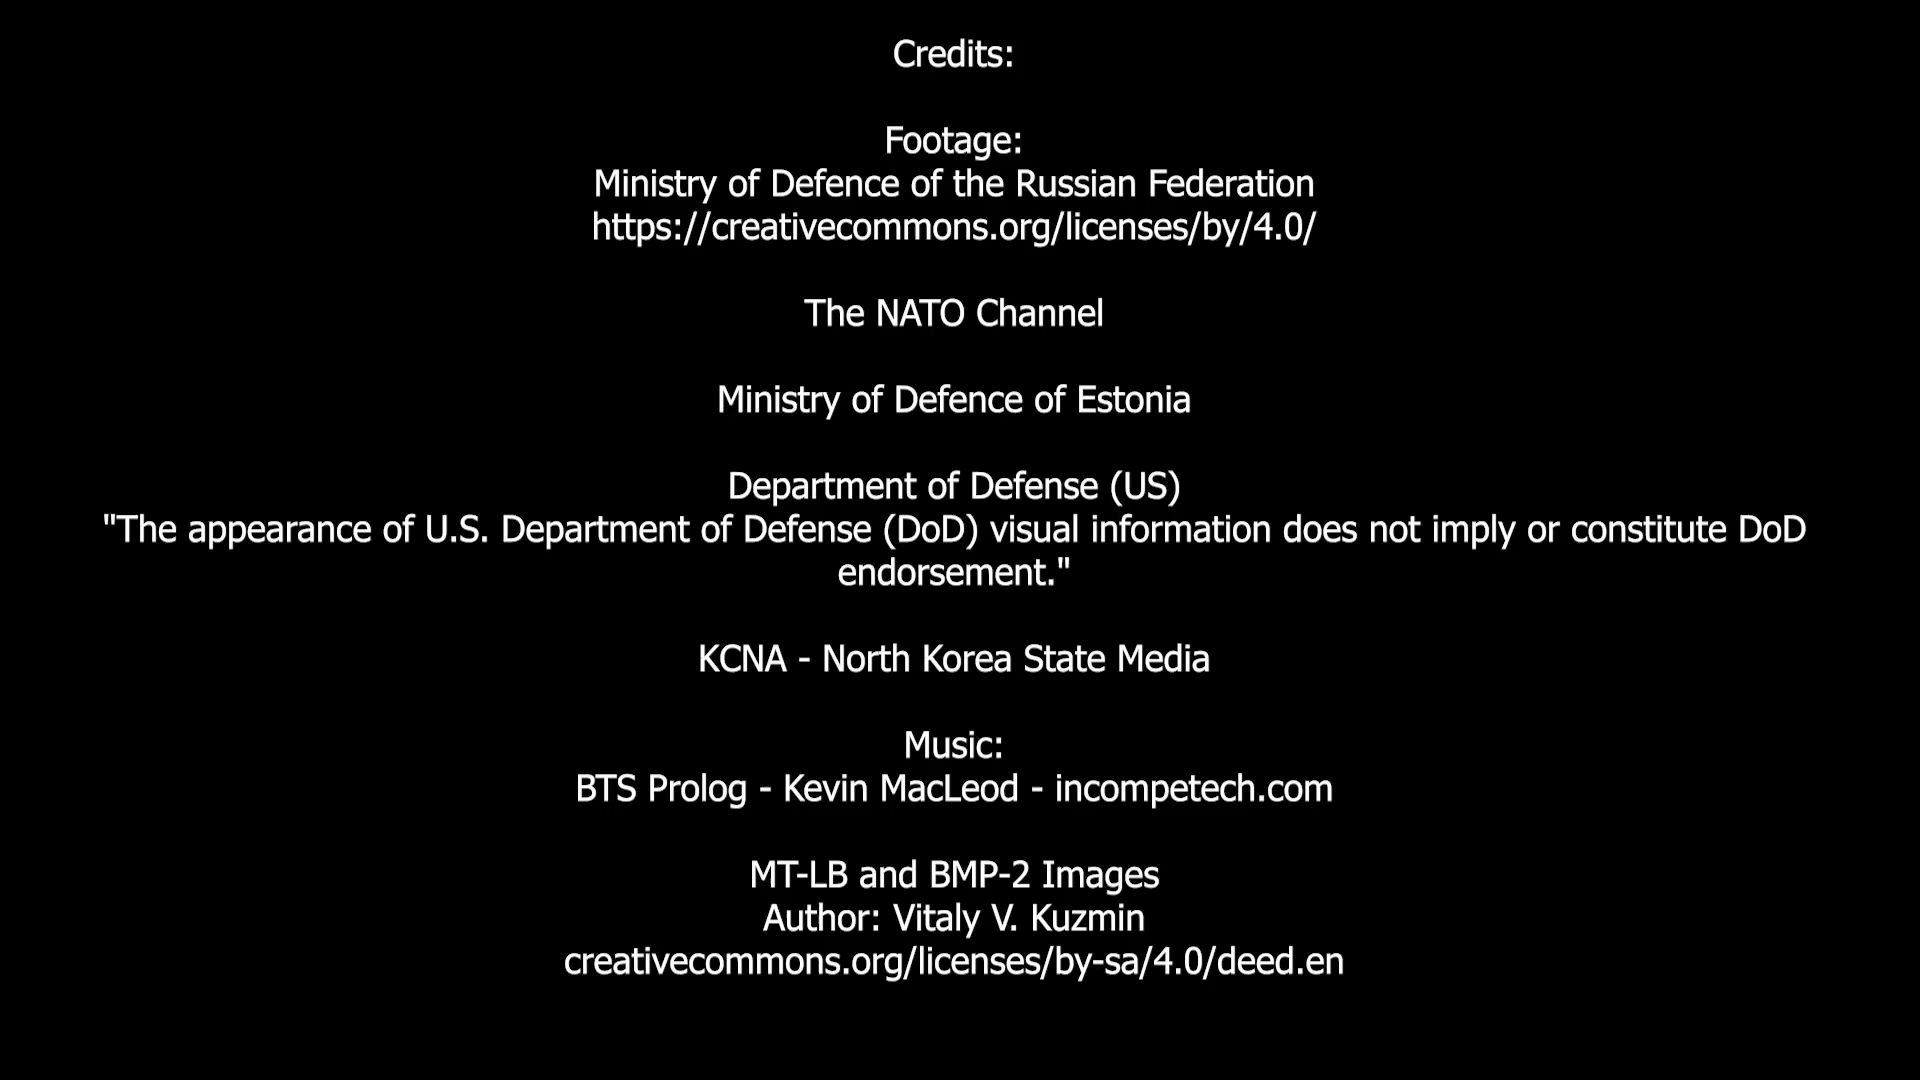 Credits:
Footage:
Ministry of Defence of the Russian Federation
https://creativecommons.org/licenses/by/4.0/
The NATO Channel
Ministry of Defence of Estonia
Department of Defense (US)
"The appearance of U.S. Department of Defense (DoD) visual information does not imply or constitute DoD
endorsement."
KCNA - North Korea State Media
Music:
BTS Prolog - Kevin MacLeod - incompetech.com
MT-LB and BMP-2 Images
Author: Vitaly V. Kuzmin
creativecommons.org/licenses/by-sa/4.0/deed.en